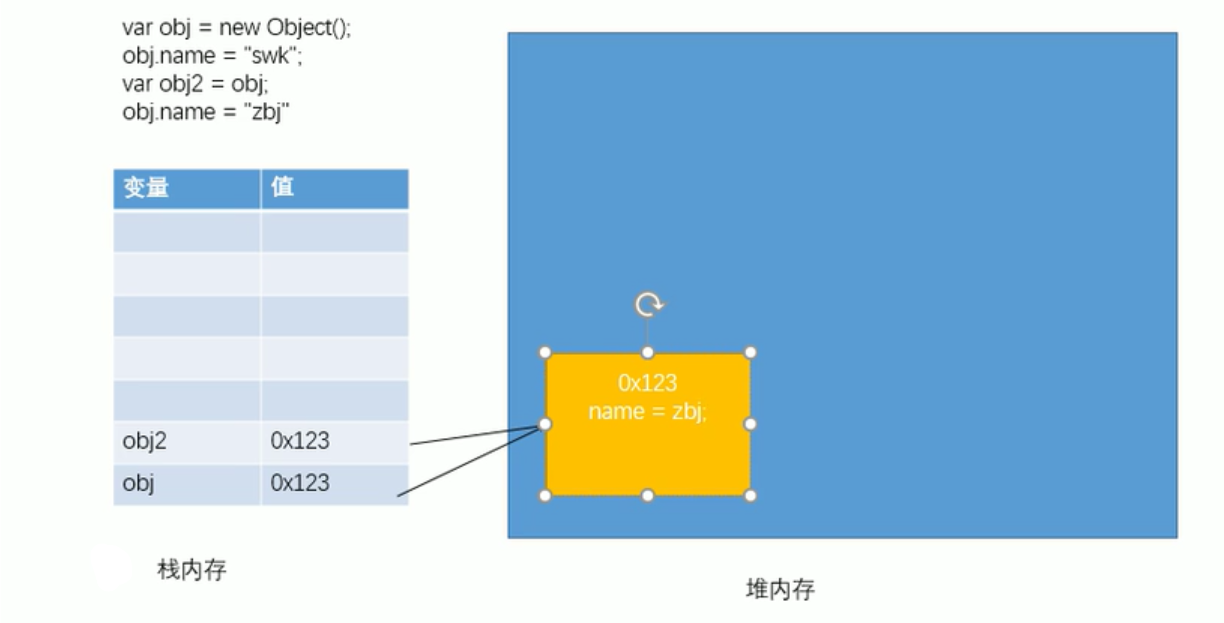 var obj = new Object();
obj.name = "swk";
var obj2 = obj;
obj.name = "zbj"
变量 值
obj2 0x123
obj 0x123
栈内存
0x123
name = zbj;
堆内存